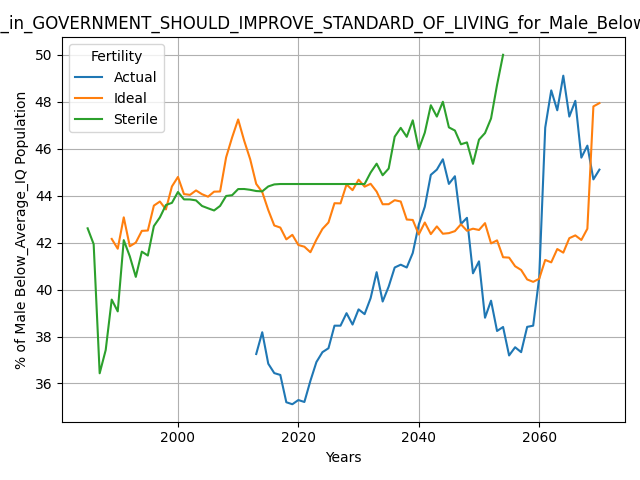 _in_GOVERNMENT_SHOULD_IMPROVE_STANDARD_OF_LIVING_for_Male_Below
Fertility
Actual
Ideal
Sterile
% of Male Below_Average_IQ Population
50
48
46
44
42
40
38
36
2000
2020
2040
2060
Years